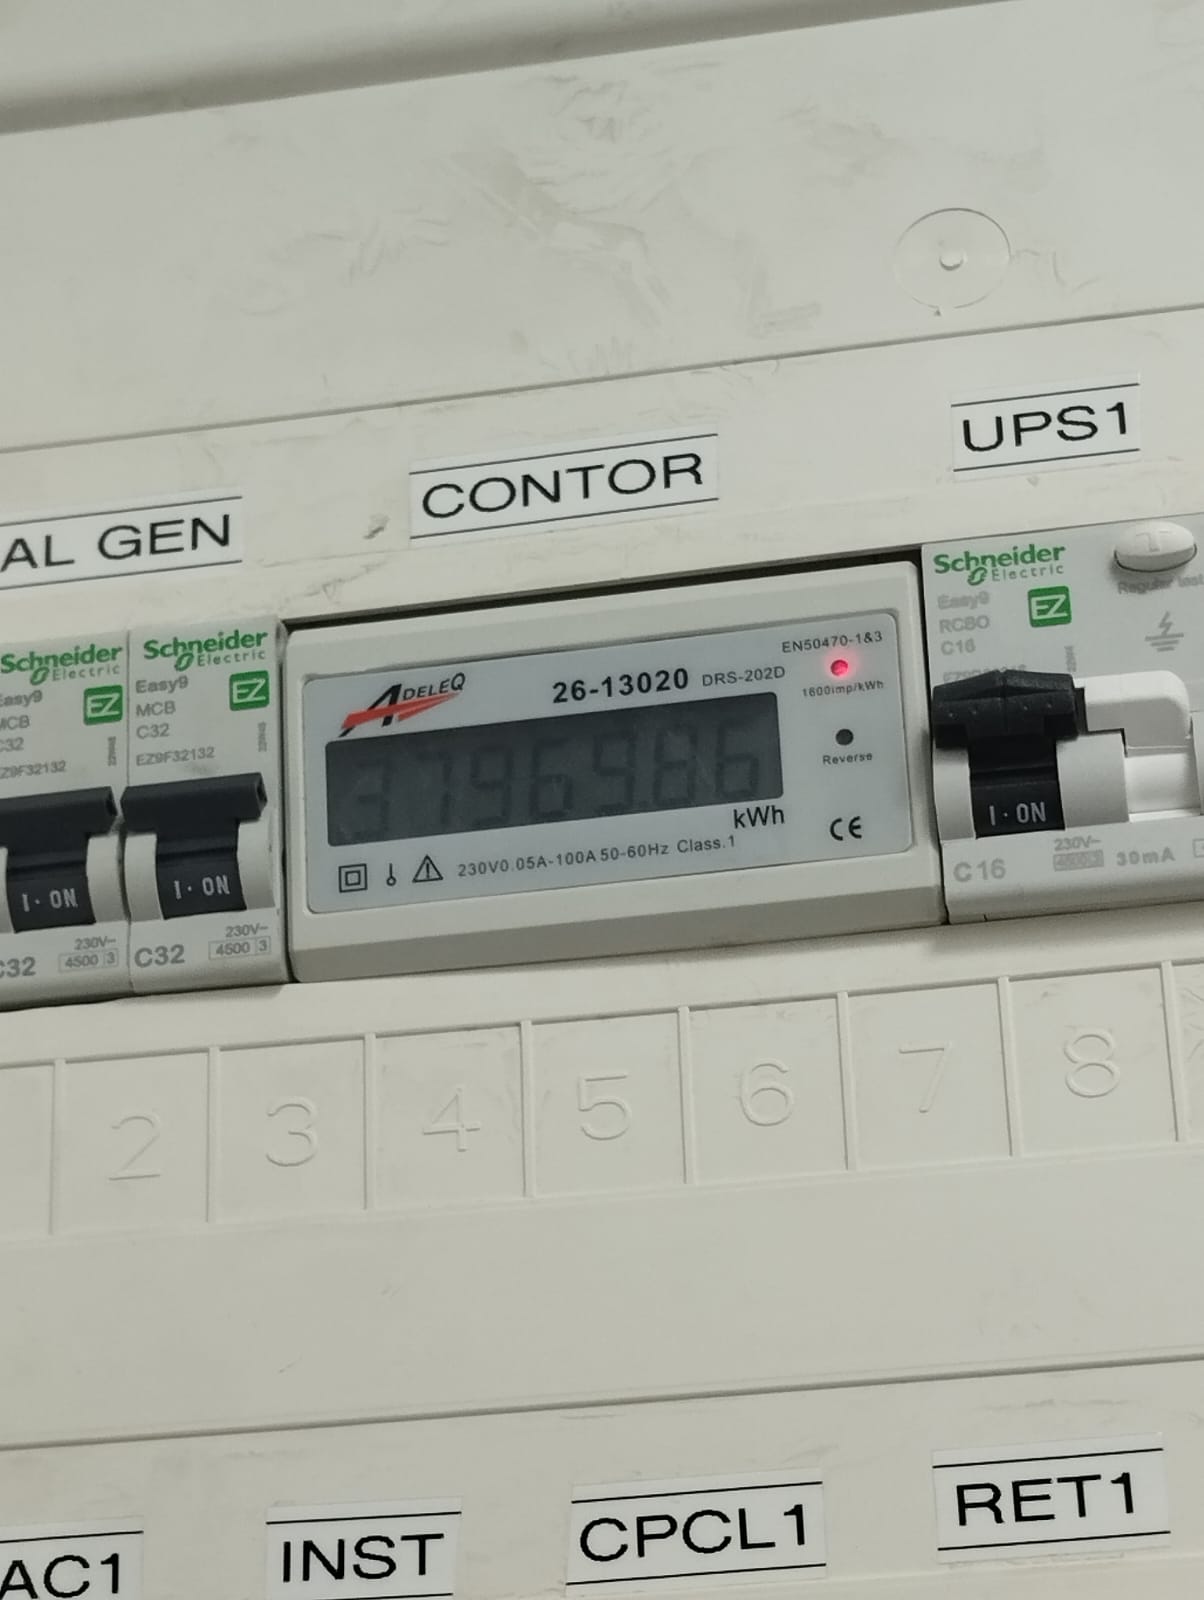 UPS1
CONTOR
AL GEN
Schneider
Electric
Easy9
MCB
C32
EZ9F32132
I·ON
C32
230V~
4500 3
Schneider
Electric
EZ
Easy9
MCB
C32
EZ9F32132
I·ON
C32
230V~
4500 3
ADELEQ
26-13020 DRS-202D
EN50470-1&3
1600imp/kWh
Reverse
kWh
CE
230V0.05A-100A 50-60Hz Class.1
Schneider
Electric
Easy9
RCBO
C16
EZ
I·ON
C16
230V~
30mA
2
3
4
5
6
7
8
AC1
INST
CPCL1
RET1